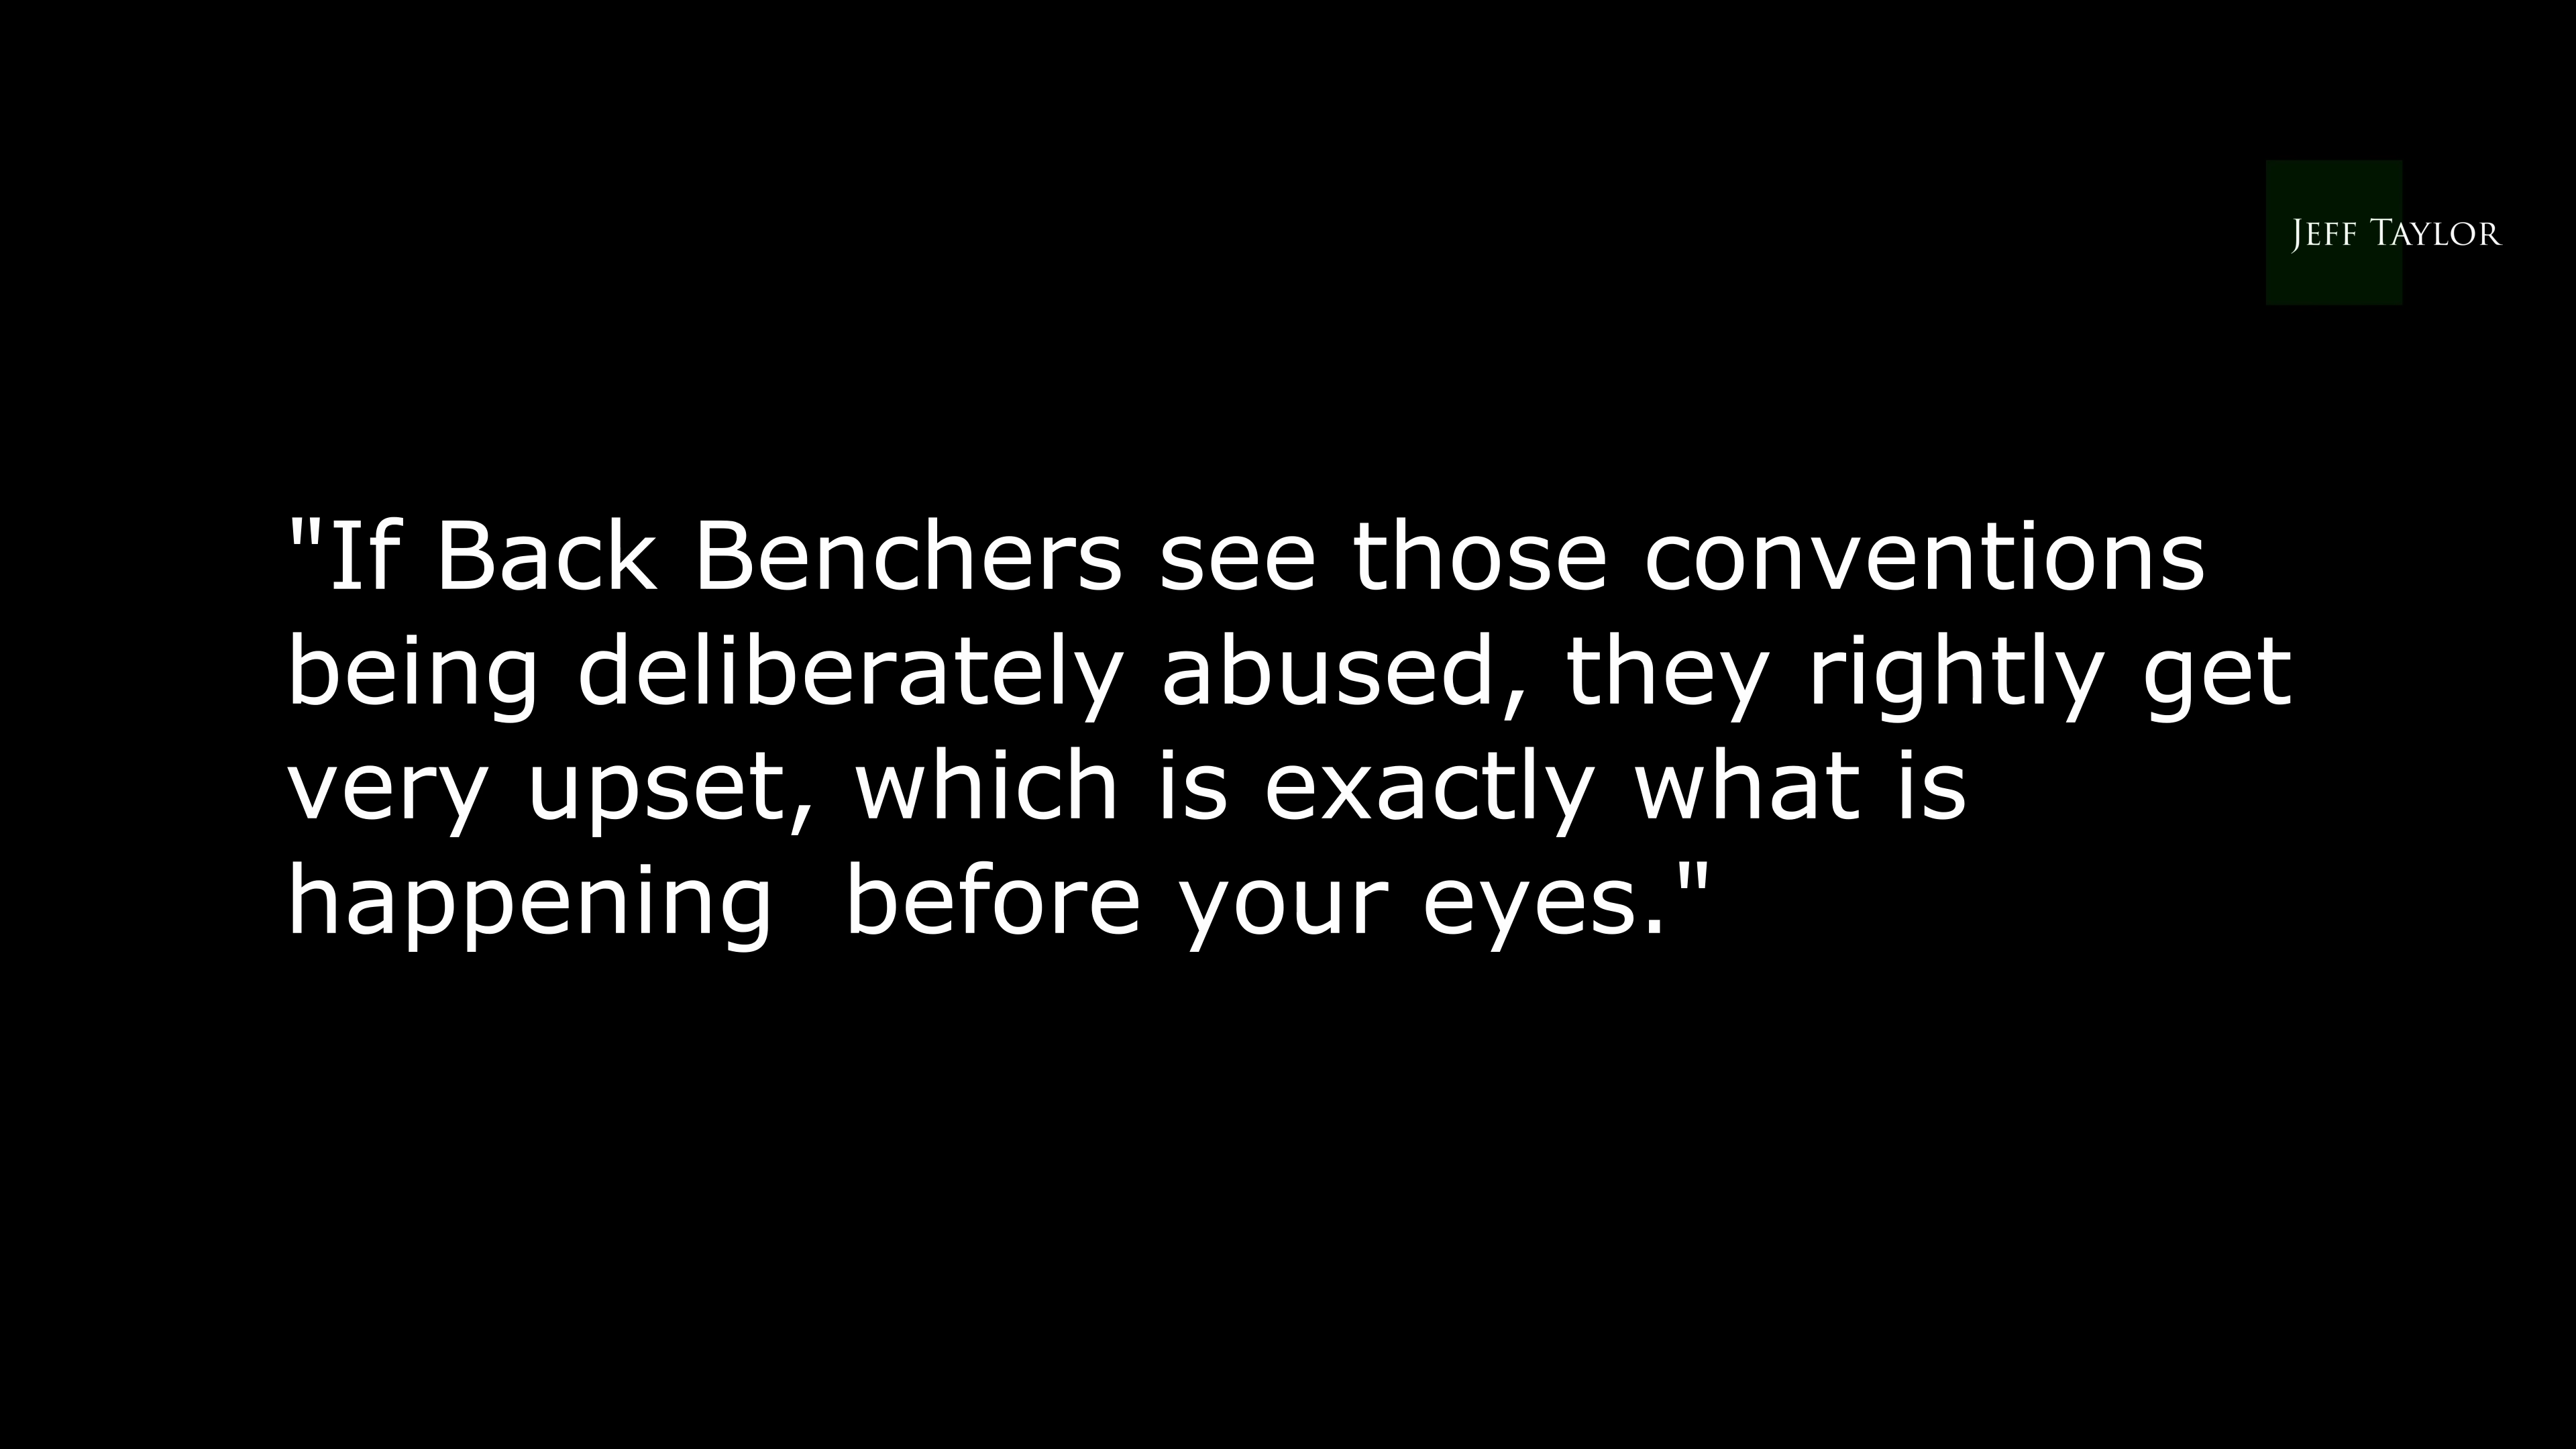 JEFF TAYLOR
"If Back Benchers see those conventions
being deliberately abused, they rightly get
very upset, which is exactly what is
happening  before your eyes."